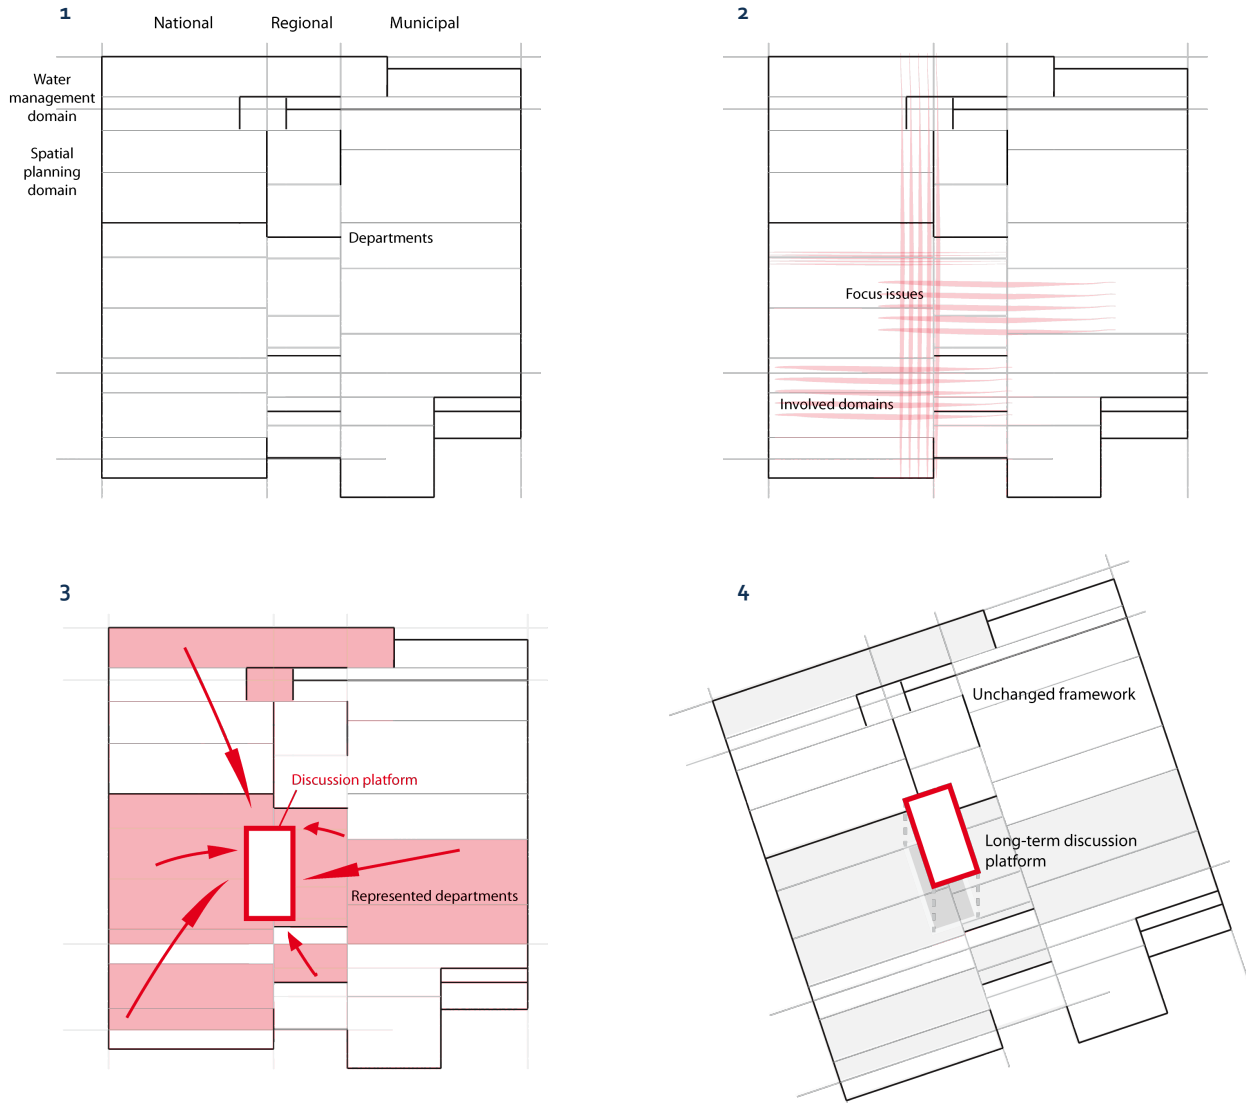 1
National
Regional
Municipal
Water
management
domain
Spatial
planning
domain
Departments
2
Focus issues
Involved domains
3
Discussion platform
Represented departments
4
Unchanged framework
Long-term discussion
platform